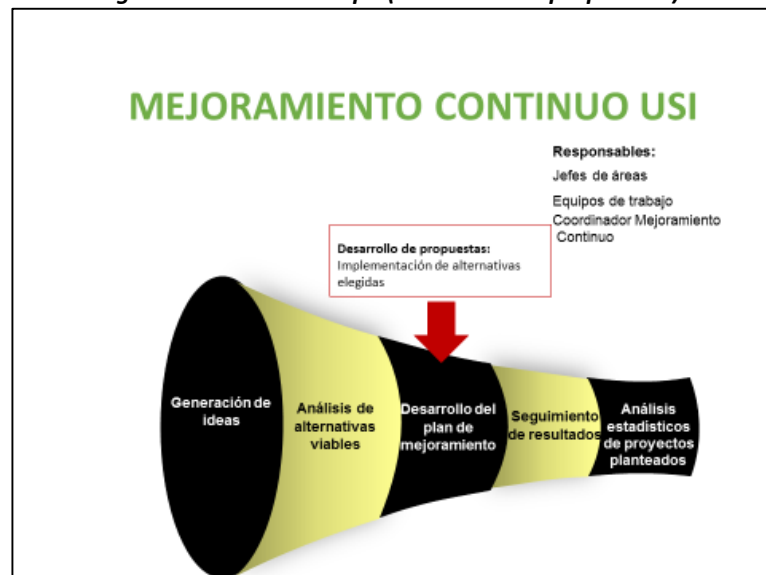 MEJORAMIENTO CONTINUO USI
Responsables:
Jefes de áreas
Equipos de trabajo
Coordinador Mejoramiento
Continuo
Desarrollo de propuestas:
Implementación de alternativas
elegidas
Generación de
ideas
Análisis de
alternativas
viables
Desarrollo del
plan de
mejoramiento
Seguimiento
de resultados
Análisis
estadísticos
de proyectos
planteados